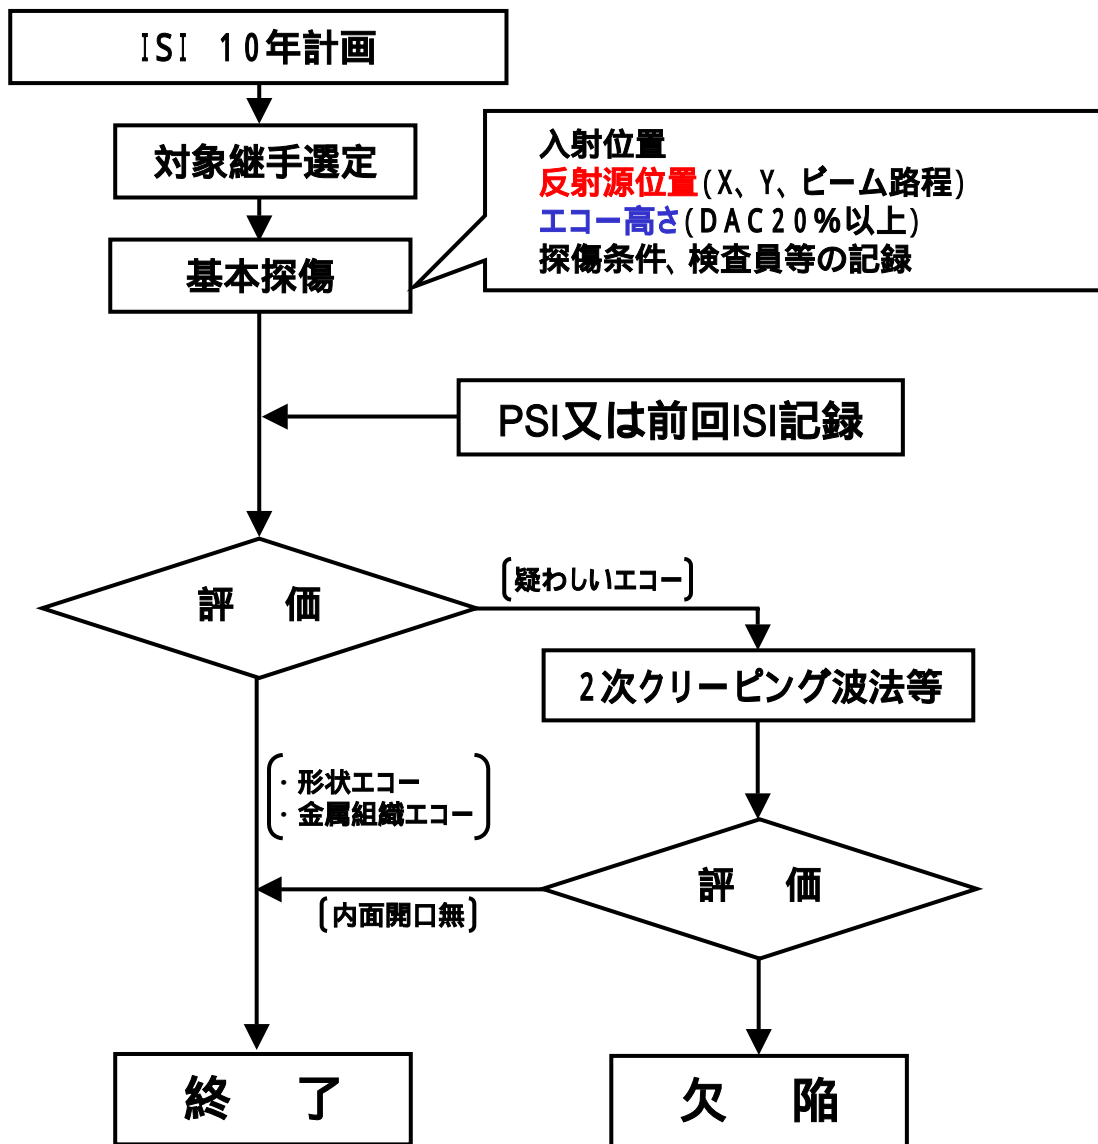 ISI 10年計画
対象継手選定
入射位置
反射源位置(X、Y、ビーム路程)
エコー高さ(DAC20%以上)
探傷条件、検査員等の記録
基本探傷
PSI又は前回ISI記録
評 価
疑わしいエコー
2次クリーピング波法等
・形状エコー
・金属組織エコー
評 価
内面開口無
終 了
欠 陥